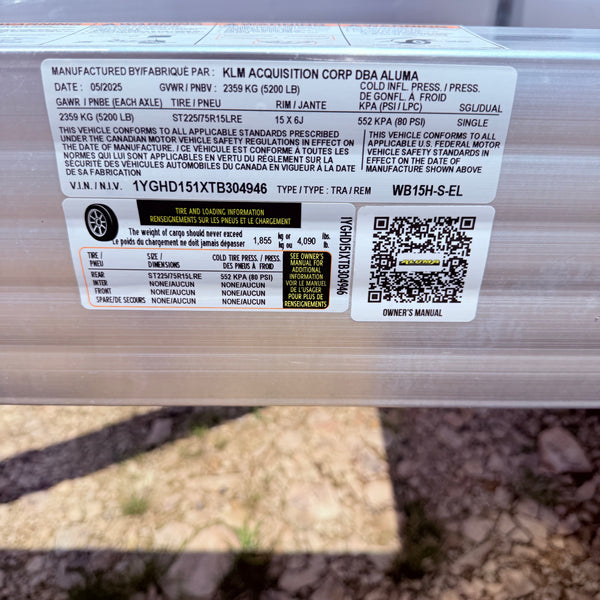 MANUFACTURED BY/FABRIQUÉ PAR : KLM ACQUISITION CORP DBA ALUMA
DATE : 05/2025 GVWR / PNBV : 2359 KG (5200 LB) COLD INFL. PRESS. / PRESS. DE GONFL. À FROID
GAWR / PNBE (EACH AXLE) TIRE / PNEU RIM / JANTE KPA (PSI / LPC) SGL/DUAL
2359 KG (5200 LB) ST225/75R15LRE 15 X 6J 552 KPA (80 PSI) SINGLE
THIS VEHICLE CONFORMS TO ALL APPLICABLE STANDARDS PRESCRIBED
UNDER THE CANADIAN MOTOR VEHICLE SAFETY REGULATIONS IN EFFECT ON
THE DATE OF MANUFACTURE. / CE VÉHICULE EST CONFORME À TOUTES LES
NORMES QUI LUI SONT APPLICABLES EN VERTU DU RÈGLEMENT SUR LA
SÉCURITÉ DES VÉHICULES AUTOMOBILES DU CANADA EN VIGUEUR À LA DATE
DE SA FABRICATION
THIS VEHICLE CONFORMS TO ALL
APPLICABLE U.S. FEDERAL MOTOR
VEHICLE SAFETY STANDARDS IN
EFFECT ON THE DATE OF
MANUFACTURE SHOWN ABOVE
V.I.N. / N.I.V. 1YGHD151XTB304946 TYPE / TYPE : TRA / REM WB15H-S-EL
TIRE AND LOADING INFORMATION
RENSEIGNEMENTS SUR LES PNEUS ET LE CHARGEMENT
The weight of cargo should never exceed
Le poids du chargement ne doit jamais dépasser 1,855 kg or kg ou 4,090 lbs. lb.
TIRE / PNEU SIZE / DIMENSIONS COLD TIRE PRESS. / PRESS. DES PNEUS À FROID
REAR ST225/75R15LRE 552 KPA (80 PSI)
INTER NONE/AUCUN NONE/AUCUN
FRONT NONE/AUCUN NONE/AUCUN
SPARE/DE SECOURS NONE/AUCUN NONE/AUCUN
SEE OWNER'S
MANUAL FOR
ADDITIONAL
INFORMATION
VOIR LE MANUEL
DE L'USAGER
POUR PLUS DE
RENSEIGNEMENTS
1YGHD151XTB304946
ALUMA
OWNER'S MANUAL